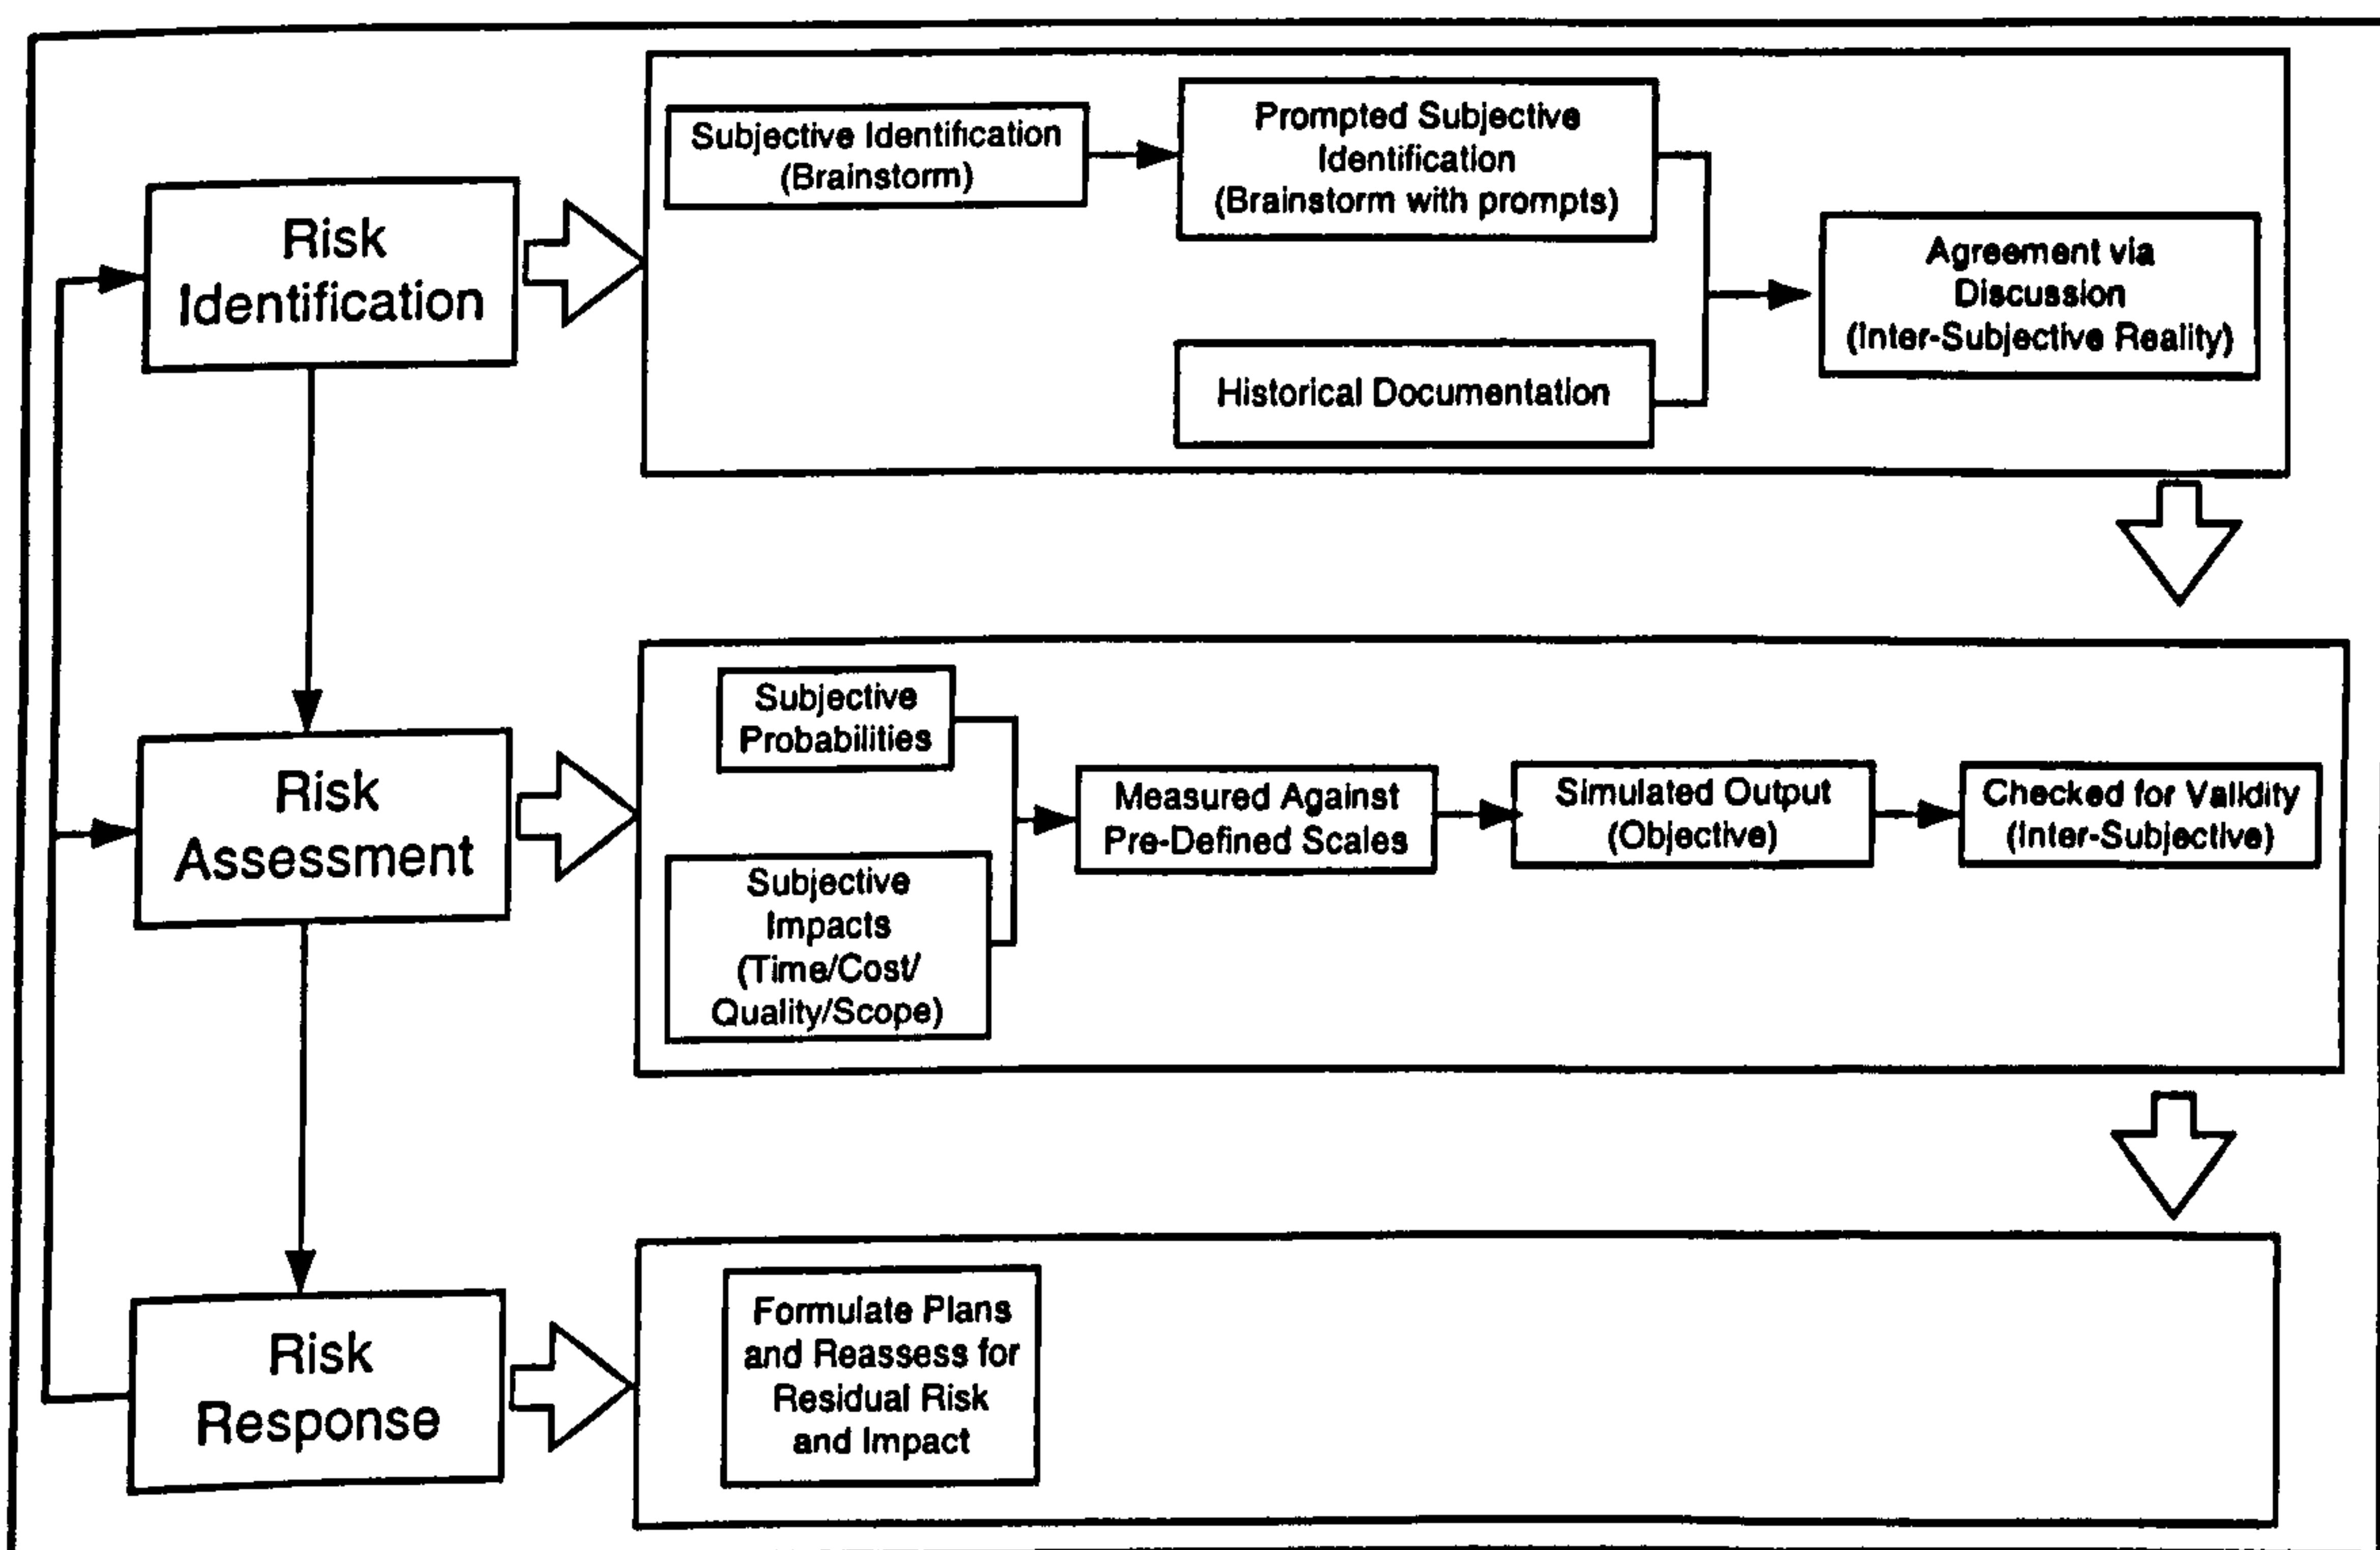 Risk
Identification
Subjective Identification
(Brainstorm)
Prompted Subjective
Identification
(Brainstorm with prompts)
Historical Documentation
Agreement via
Discussion
(Inter-Subjective Reality)
Risk
Assessment
Subjective
Probabilities
Subjective
Impacts
(Time/Cost/
Quality/Scope)
Measured Against
Pre-Defined Scales
Simulated Output
(Objective)
Checked for Validity
(Inter-Subjective)
Risk
Response
Formulate Plans
and Reassess for
Residual Risk
and Impact